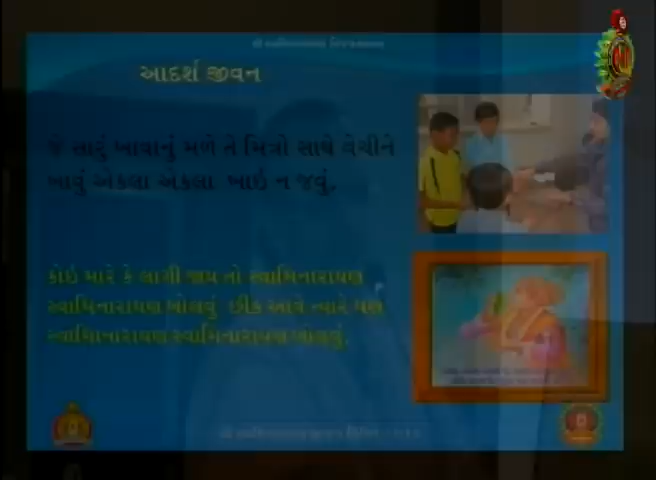 આદર્શ જીવન
જે સારું ખાવાનું મળે તે મિત્રો સાથે વેચીને
ખાવું એકલા એકલા ખાઇ ન જવું.
કોઇ મારે કે લાગી જાય તો સ્વામિનારાયણ
સ્વામિનારાયણ બોલવું છીંક આવે ત્યારે પણ
સ્વામિનારાયણ સ્વામિનારાયણ બોલવું.